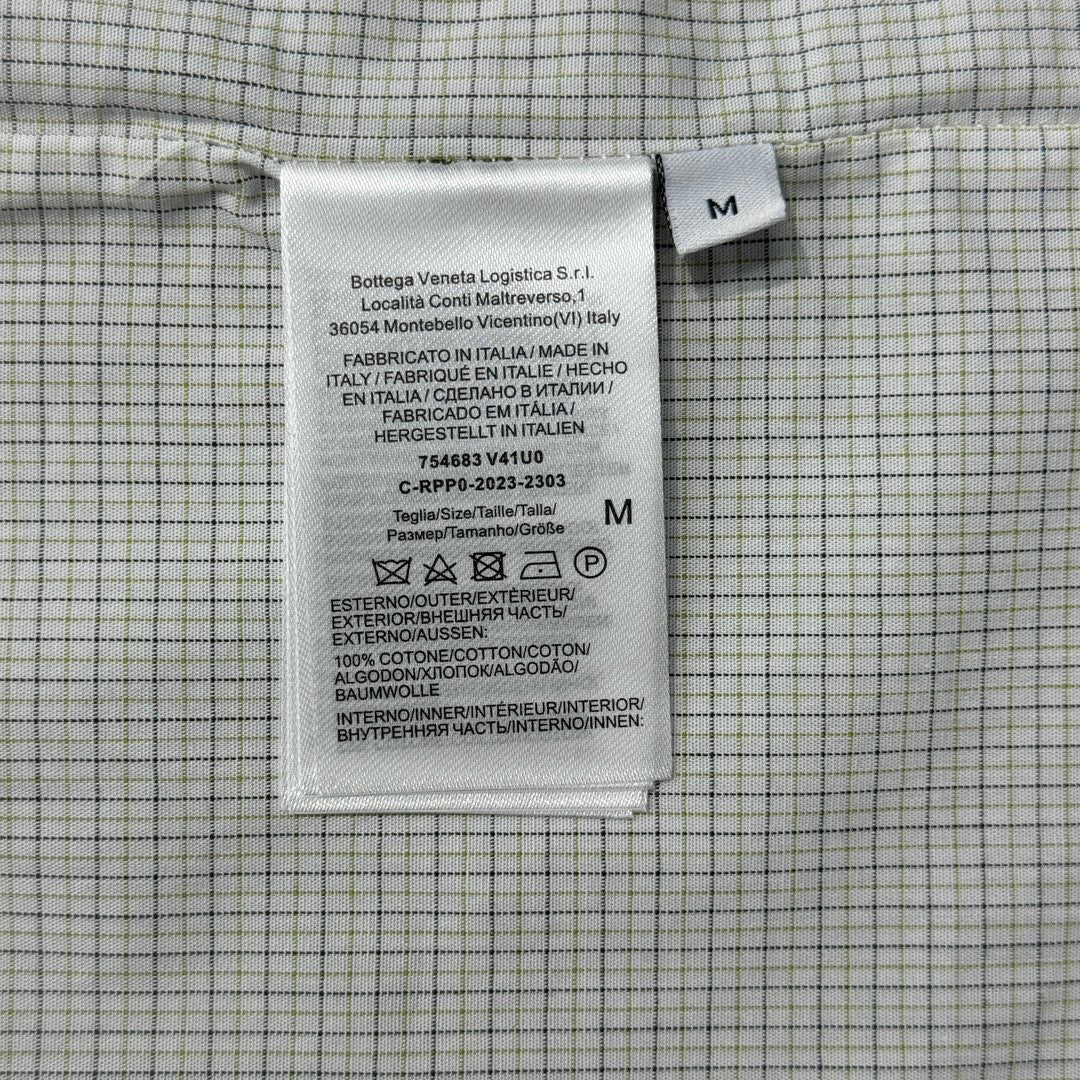 M
Bottega Veneta Logistica S.r.l.
Località Conti Maltreverso,1
36054 Montebello Vicentino(VI) Italy
FABBRICATO IN ITALIA / MADE IN
ITALY / FABRIQUÉ EN ITALIE / HECHO
EN ITALIA / СДЕЛАНО В ИТАЛИИ /
FABRICADO EM ITÁLIA /
HERGESTELLT IN ITALIEN
754683 V41U0
C-RPP0-2023-2303
Teglia/Size/Taille/Talla/
Размер/Tamanho/Größe
M
P
ESTERNO/OUTER/EXTÈRIEUR/
EXTERIOR/ВНЕШНЯЯ ЧАСТЬ/
EXTERNO/AUSSEN:
100% COTONE/COTTON/COTON/
ALGODON/ХЛОПОК/ALGODÃO/
BAUMWOLLE
INTERNO/INNER/INTÉRIEUR/INTERIOR/
ВНУТРЕННЯЯ ЧАСТЬ/INTERNO/INNEN: